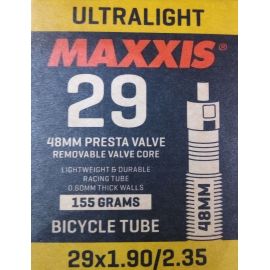 ULTRALIGHT
MAXXIS®
29
48MM PRESTA VALVE
REMOVABLE VALVE CORE
LIGHTWEIGHT & DURABLE
RACING TUBE
0.60MM THICK WALLS
155 GRAMS
BICYCLE TUBE
48MM
29x1.90/2.35